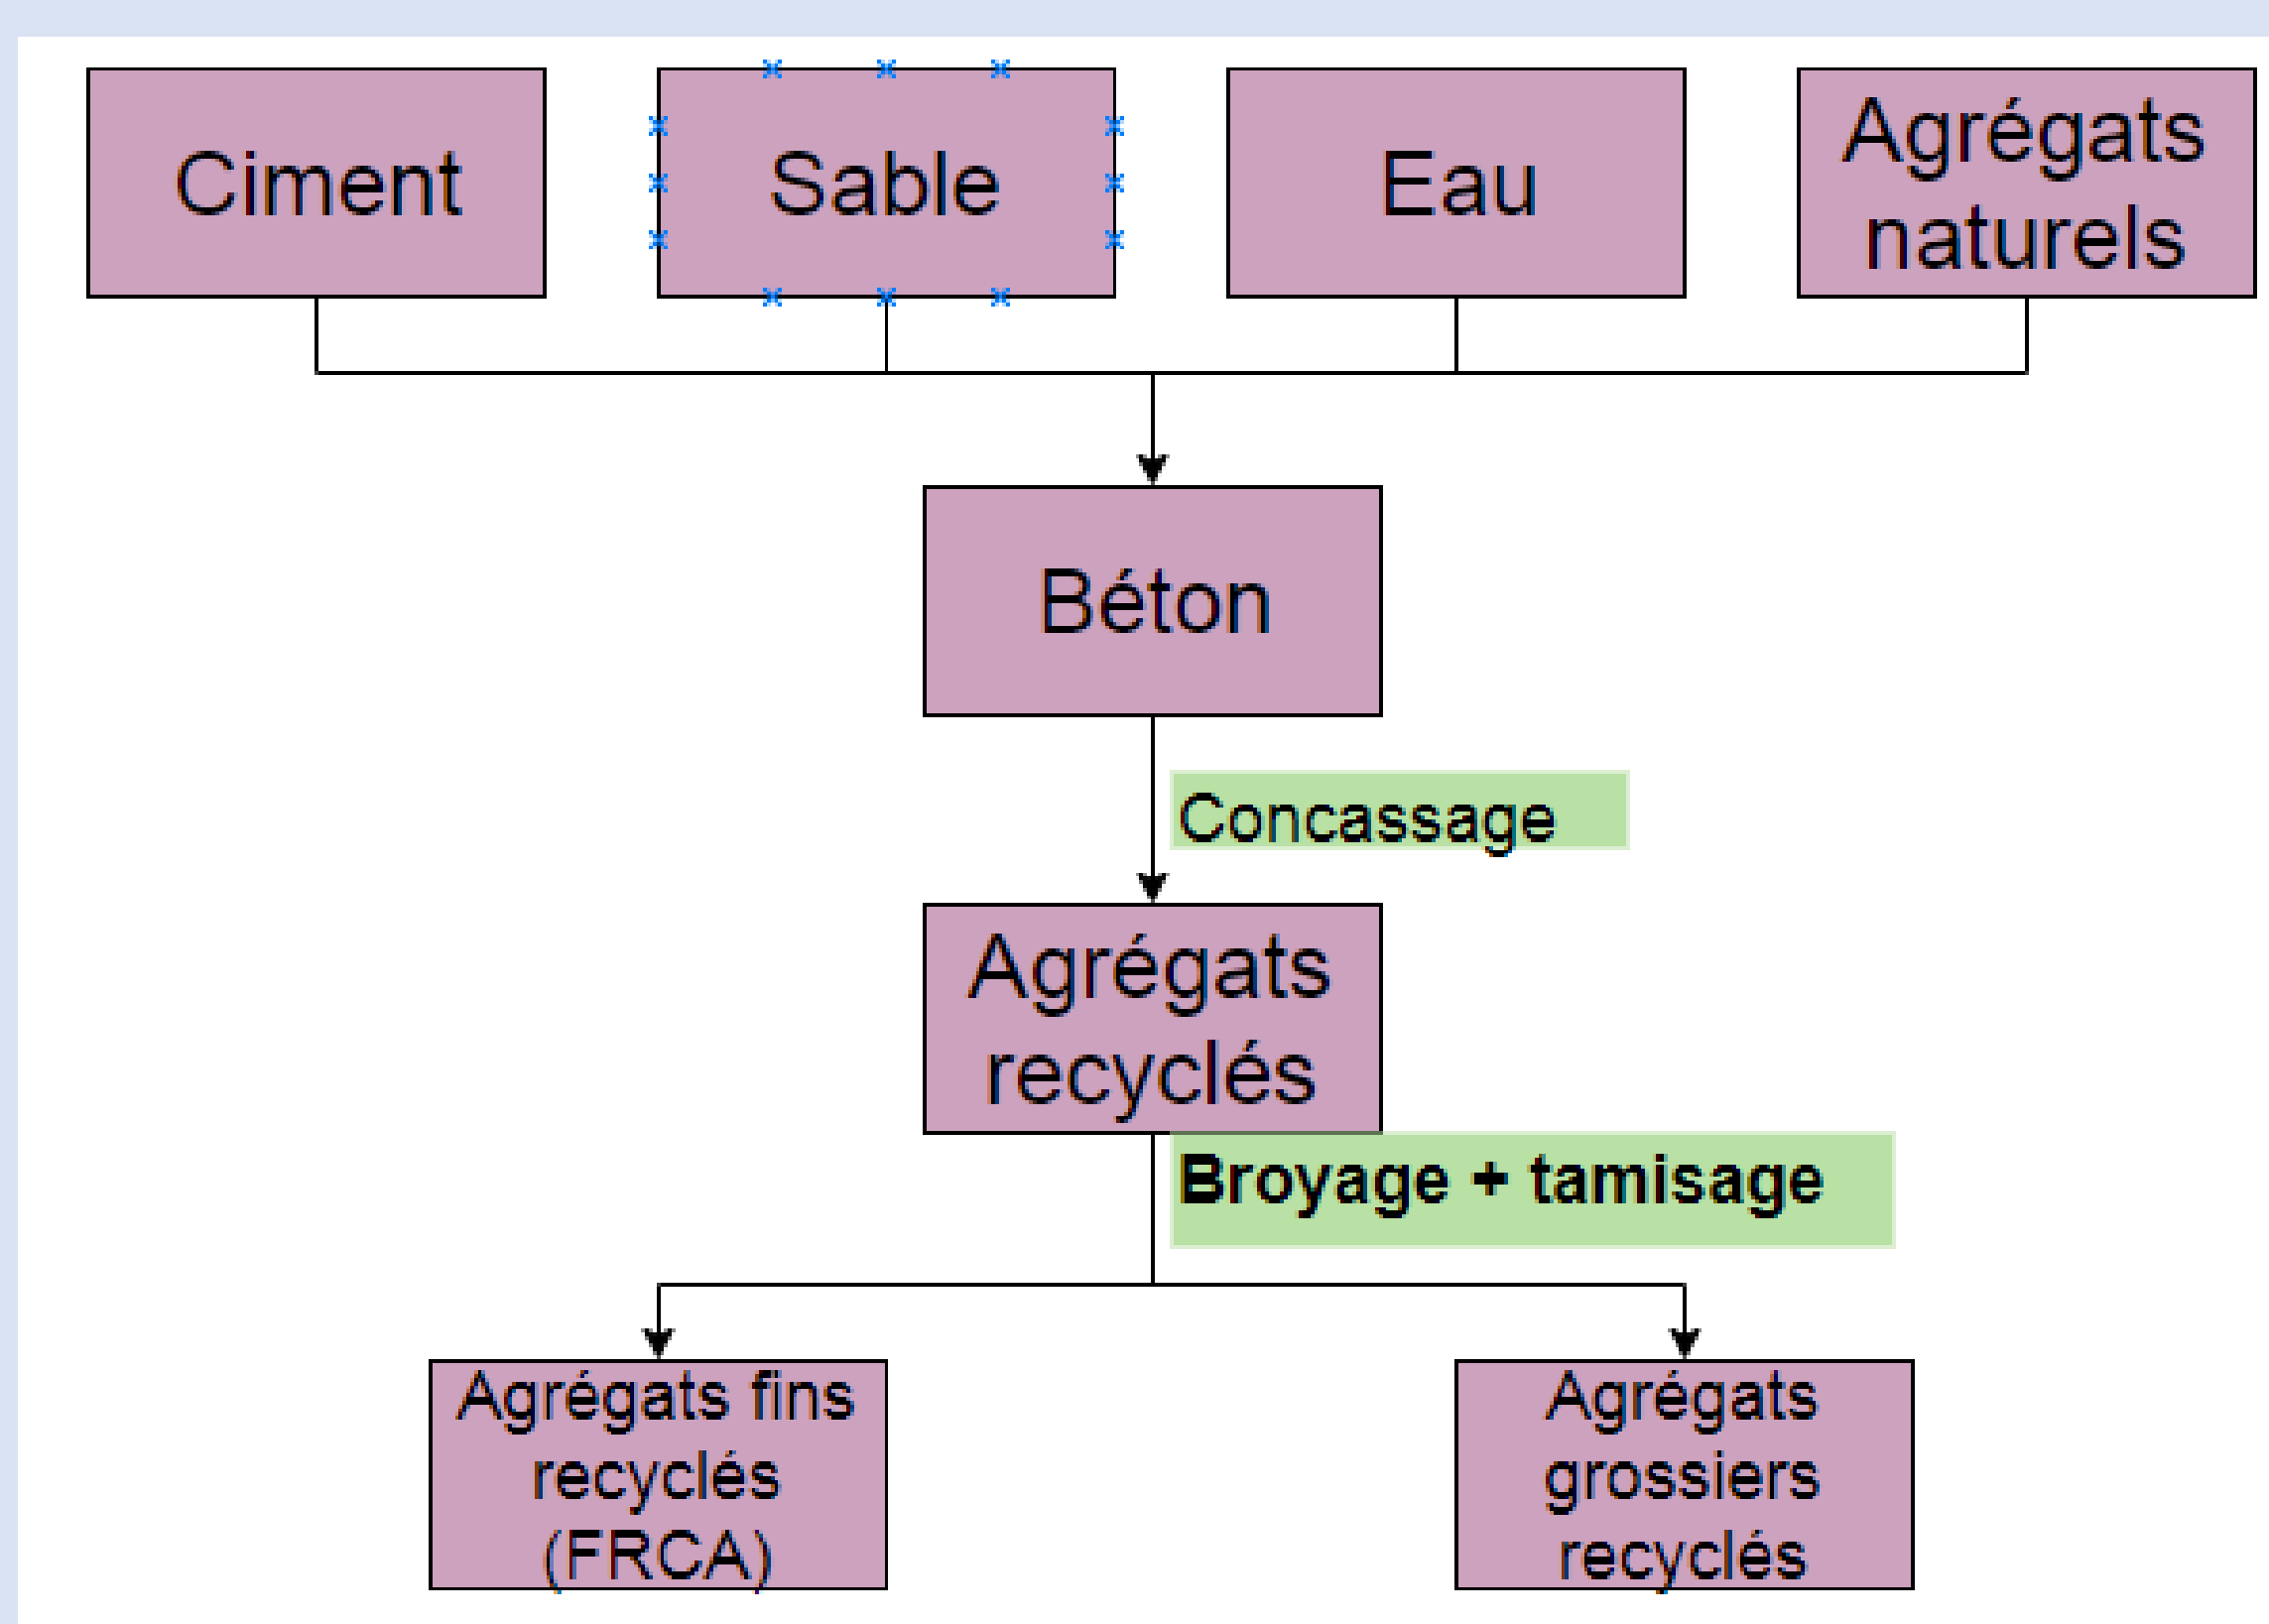 Ciment
Sable
Eau
Agrégats
naturels
Béton
Concassage
Agrégats
recyclés
Broyage + tamisage
Agrégats fins
recyclés
(FRCA)
Agrégats
grossiers
recyclés